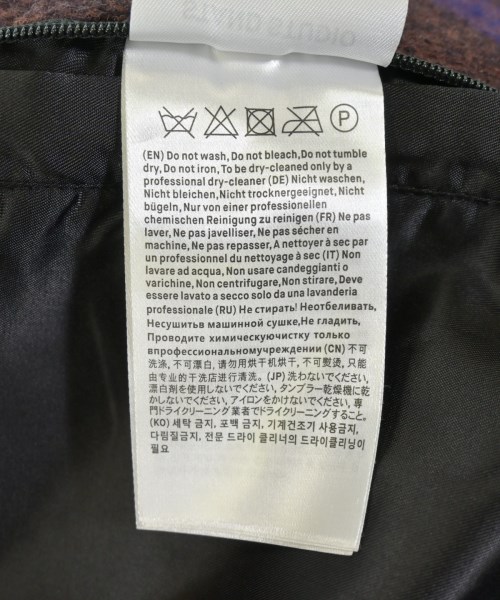 STAND STUDIO
P
(EN) Do not wash, Do not bleach, Do not tumble
dry, Do not iron, To be dry-cleaned only by a
professional dry-cleaner (DE) Nicht waschen,
Nicht bleichen, Nicht trocknergeeignet, Nicht
bügeln, Nur von einer professionellen
chemischen Reinigung zu reinigen (FR) Ne pas
laver, Ne pas javelliser, Ne pas sécher en
machine, Ne pas repasser, A nettoyer à sec par
un professionnel du nettoyage à sec (IT) Non
lavare ad acqua, Non usare candeggianti o
varichine, Non centrifugare, Non stirare, Deve
essere lavato a secco solo da una lavanderia
professionale (RU) Не стирать! Неотбеливать,
Несушитьв машинной сушке, Не гладить,
Проводите химическуючистку только
впрофессиональномучреждении (CN) 不可
洗涤, 不可漂白, 请勿用烘干机烘干, 不可熨烫, 只能
由专业的干洗店进行清洗。(JP) 洗わないでください,
漂白剤を使用しないでください, タンブラー乾燥機に乾
かしないでください, アイロンをかけないでください, 専
門ドライクリーニング業者でドライクリーニングすること。
(KO) 세탁 금지, 포백 금지, 기계건조기 사용금지,
다림질금지, 전문 드라이 클리너의 드라이클리닝이
필요